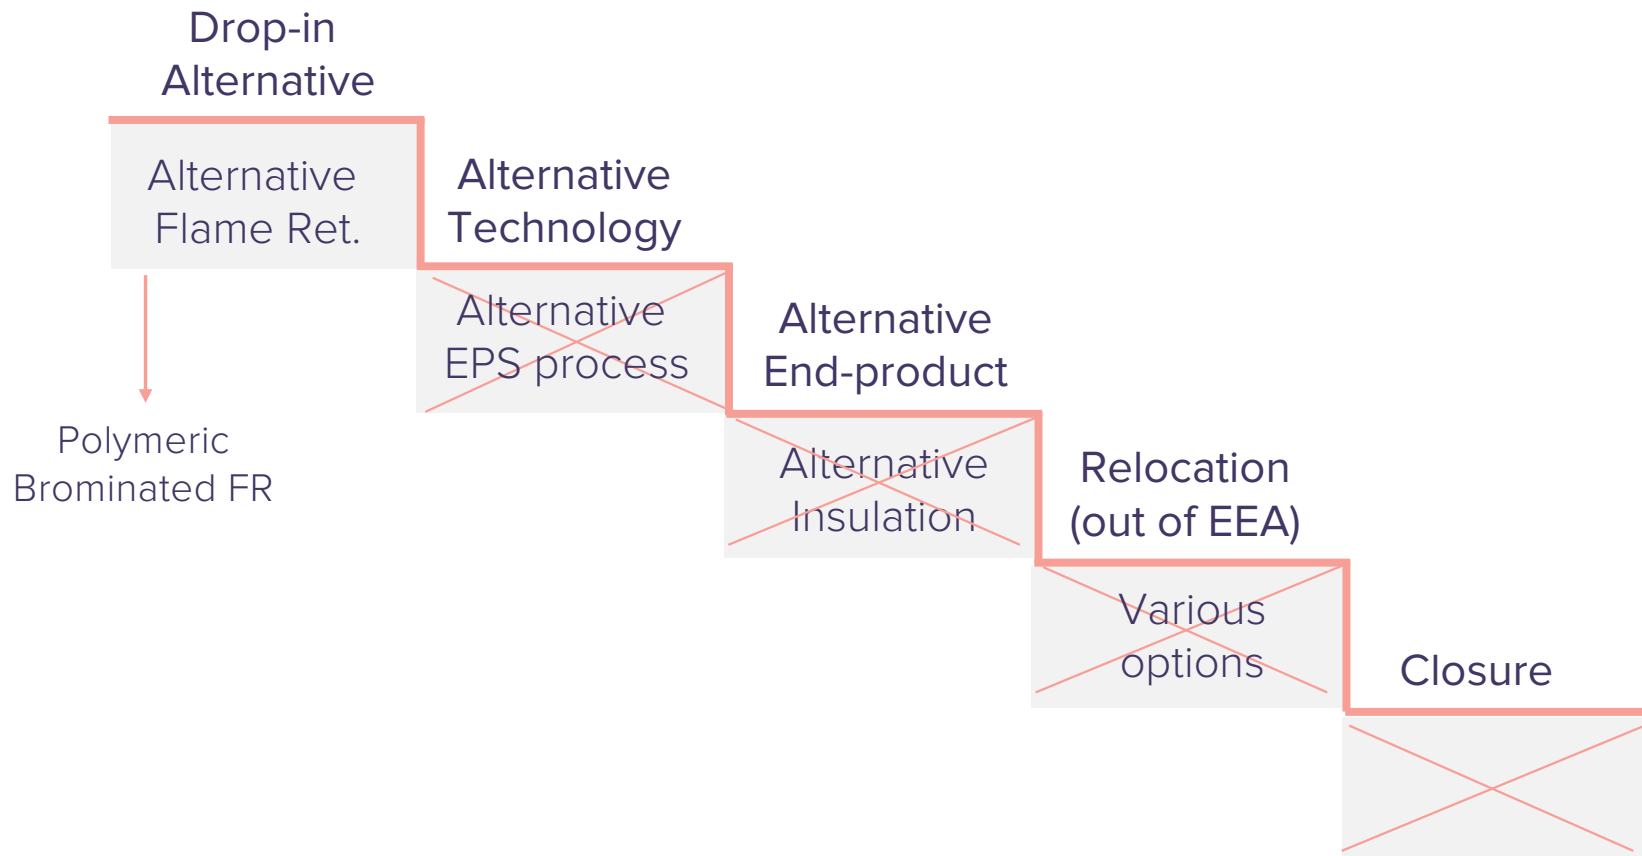 Drop-in
Alternative
Alternative
Flame Ret.
Polymeric
Brominated FR
Alternative
Technology
Alternative
EPS process
Alternative
End-product
Alternative
Insulation
Relocation
(out of EEA)
Various
options
Closure